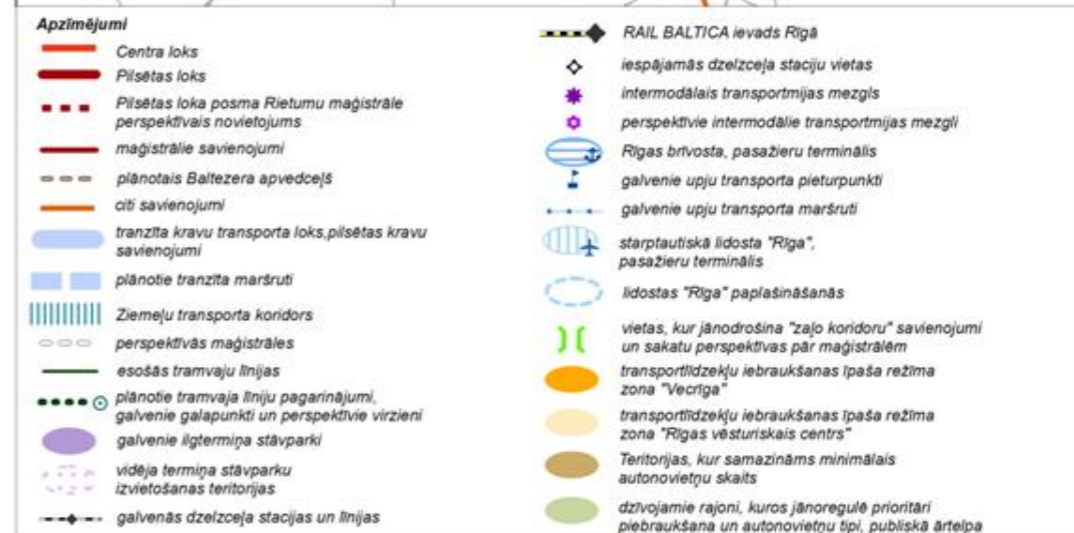 Apzīmējumi
Centra loks
Pilsētas loks
Pilsētas loka posma Rietumu maģistrāle
perspektīvais novietojums
maģistrālie savienojumi
plānotais Baltezera apvedceļš
citi savienojumi
tranzīta kravu transporta loks,pilsētas kravu
savienojumi
plānotie tranzīta maršruti
Ziemeļu transporta koridors
perspektīvās maģistrāles
esošās tramvaju līnijas
plānotie tramvaja līniju pagarinājumi,
galvenie galapunkti un perspektīvie virzieni
galvenie ilgtermiņa stāvparki
vidēja termiņa stāvparku
izvietošanas teritorijas
galvenās dzelzceļa stacijas un līnijas
RAIL BALTICA ievads Rīgā
iespējamās dzelzceļa staciju vietas
intermodālais transportmijas mezgls
perspektīvie intermodālie transportmijas mezgli
Rīgas brīvosta, pasažieru terminālis
galvenie upju transporta pieturpunkti
galvenie upju transporta maršruti
starptautiskā lidosta "Rīga",
pasažieru terminālis
lidostas "Rīga" paplašināšanās
vietas, kur jānodrošina "zaļo koridoru" savienojumi
un sakatu perspektīvas pār maģistrālēm
transportlīdzekļu iebraukšanas īpaša režīma
zona "Vecrīga"
transportlīdzekļu iebraukšanas īpaša režīma
zona "Rīgas vēsturiskais centrs"
Teritorijas, kur samazināms minimālais
autonovietņu skaits
dzīvojamie rajoni, kuros jānoregulē prioritāri
piebraukšana un autonovietņu tipi, publiskā ārtelpa